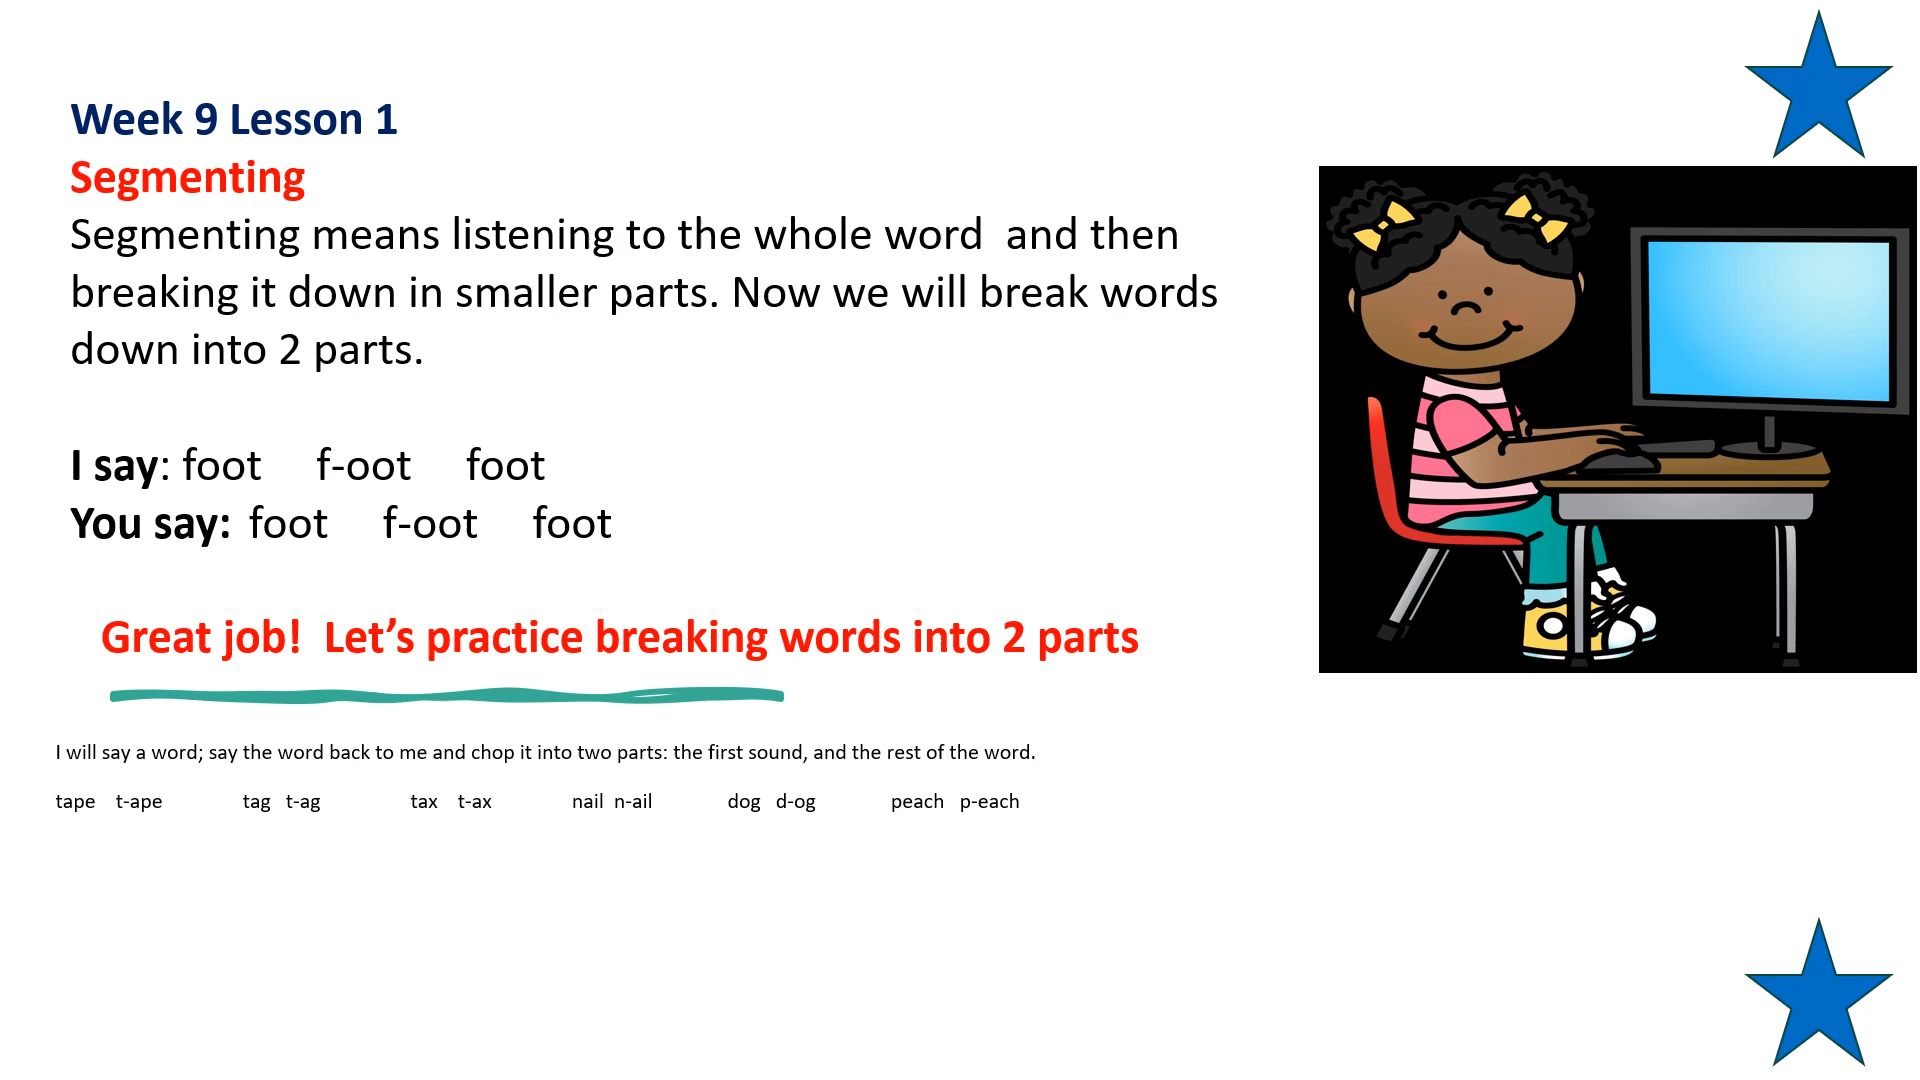 Week 9 Lesson 1
Segmenting
Segmenting means listening to the whole word  and then
breaking it down in smaller parts. Now we will break words
down into 2 parts.
I say: foot f-oot foot
You say: foot f-oot foot
Great job! Let’s practice breaking words into 2 parts
I will say a word; say the word back to me and chop it into two parts: the first sound, and the rest of the word.
tape t-ape tag t-ag tax t-ax nail n-ail dog d-og peach p-each